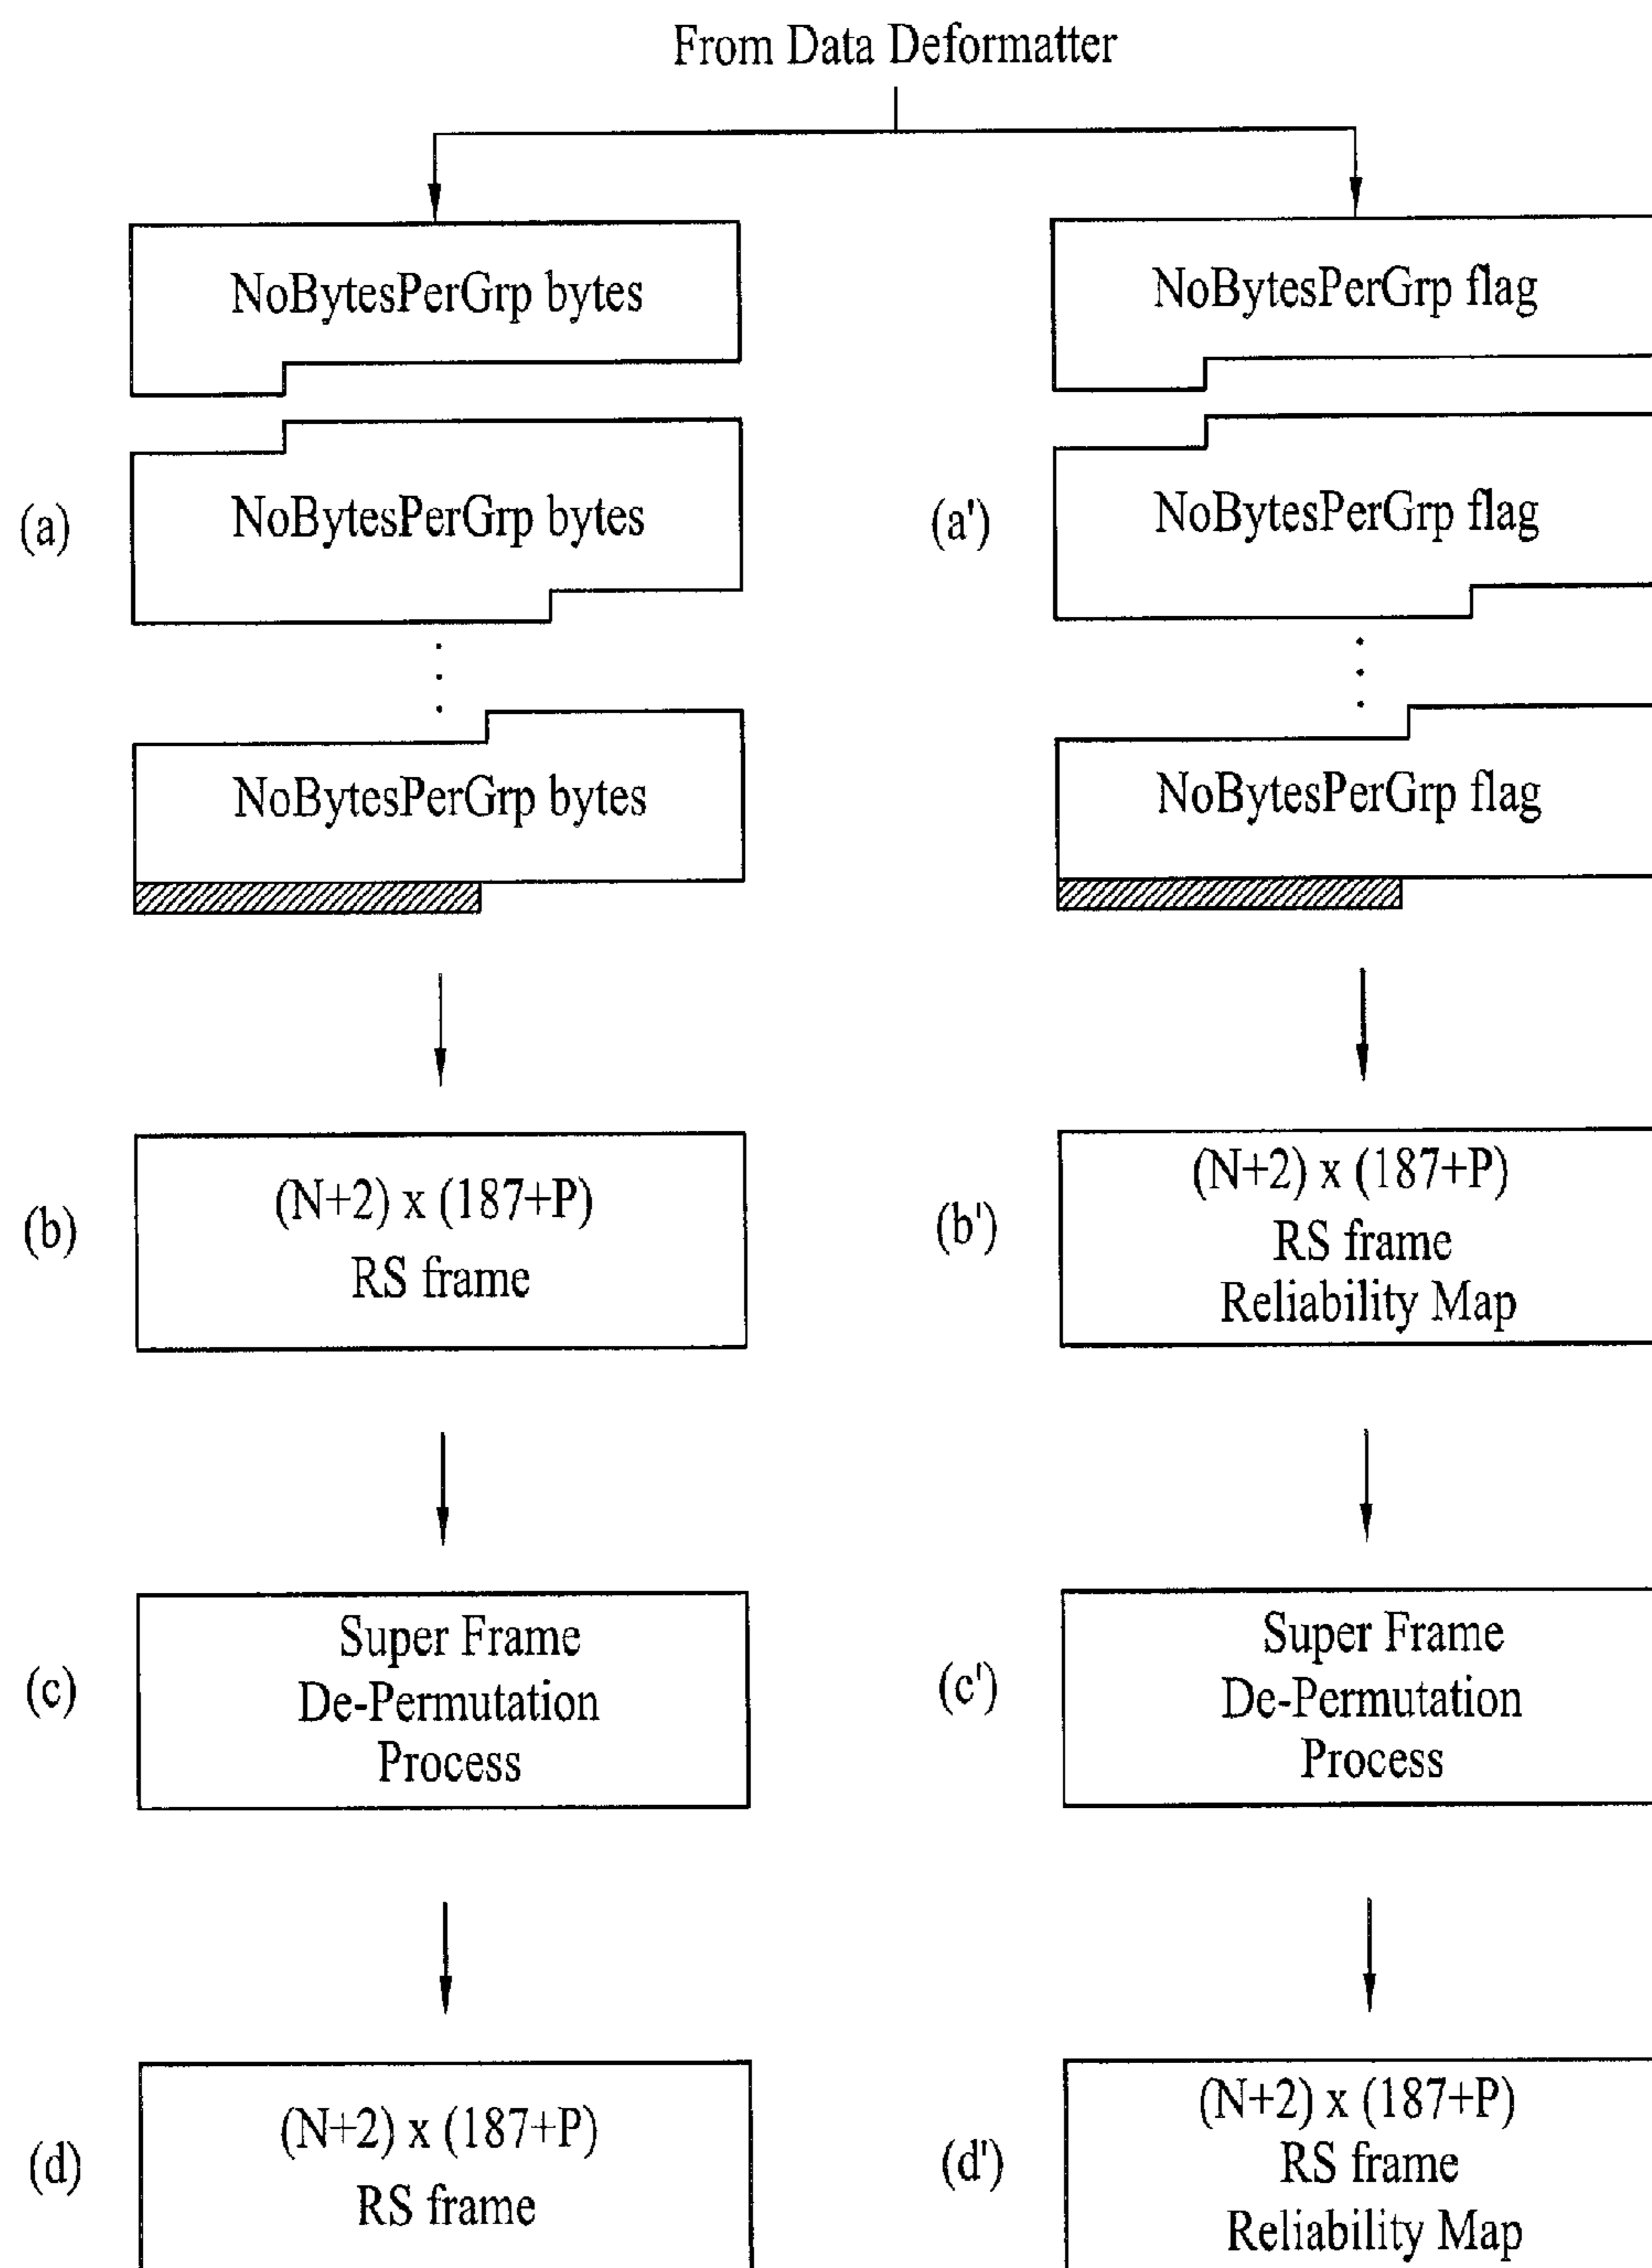 From Data Deformatter
NoBytesPerGrp bytes
NoBytesPerGrp flag
(a)
NoBytesPerGrp bytes
(a')
NoBytesPerGrp flag
NoBytesPerGrp bytes
NoBytesPerGrp flag
(b)
(N+2) x (187+P)
RS frame
(b')
(N+2) x (187+P)
RS frame
Reliability Map
(c)
Super Frame
De-Permutation
Process
(c')
Super Frame
De-Permutation
Process
(d)
(N+2) x (187+P)
RS frame
(d')
(N+2) x (187+P)
RS frame
Reliability Map